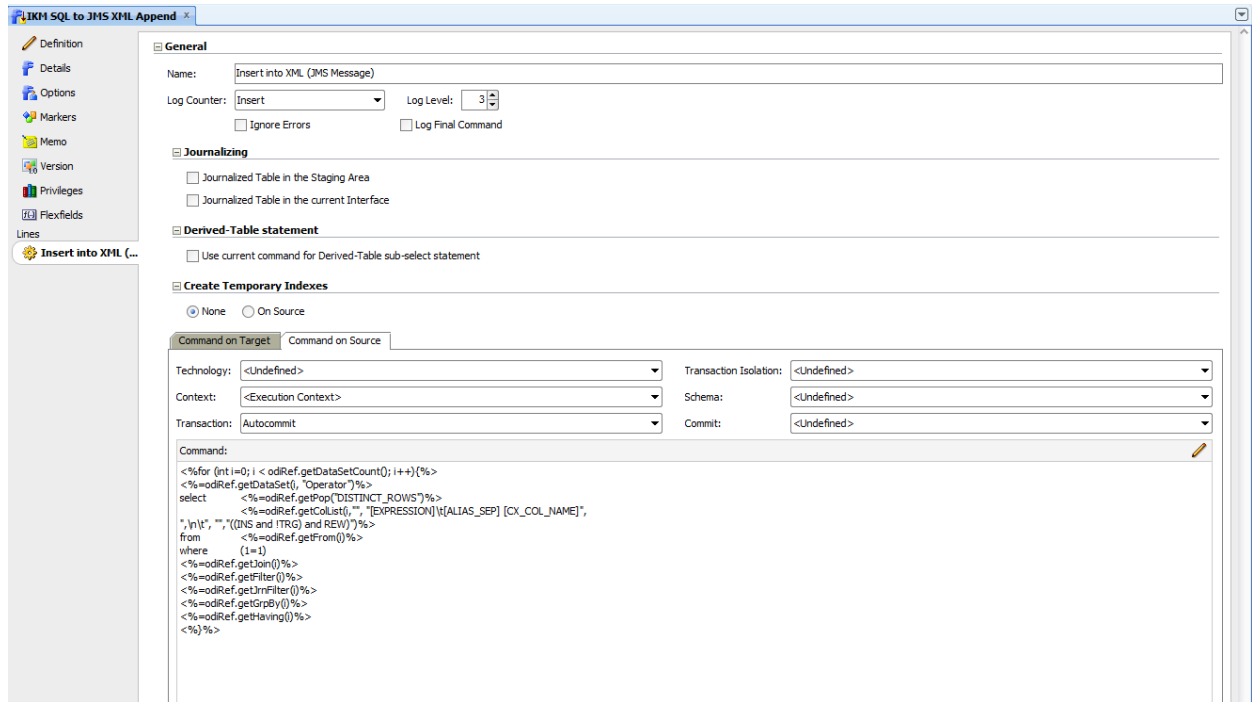 IKM SQL to JMS XML Append x
Definition
Details
Options
Markers
Memo
Version
Privileges
Flexfields
Lines
Insert into XML (...
General
Name: Insert into XML (JMS Message)
Log Counter: Insert Log Level: 3
Ignore Errors Log Final Command
Journalizing
Journalized Table in the Staging Area
Journalized Table in the current Interface
Derived-Table statement
Use current command for Derived-Table sub-select statement
Create Temporary Indexes
None On Source
Command on Target Command on Source
Technology: <Undefined> Transaction Isolation: <Undefined>
Context: <Execution Context> Schema: <Undefined>
Transaction: Autocommit Commit: <Undefined>
Command:
<%for (int i=0; i < odiRef.getDataSetCount(); i++){%>
<%=odiRef.getDataSet(i, "Operator")%>
select <%=odiRef.getPop("DISTINCT_ROWS")%>
<%=odiRef.getColList(i,"", "[EXPRESSION]\t[ALIAS_SEP] [CX_COL_NAME]",
",\n\t", "","((INS and !TRG) and REW)")%>
from <%=odiRef.getFrom(i)%>
where (1=1)
<%=odiRef.getJoin(i)%>
<%=odiRef.getFilter(i)%>
<%=odiRef.getJrnFilter(i)%>
<%=odiRef.getGrpBy(i)%>
<%=odiRef.getHaving(i)%>
<%}%>